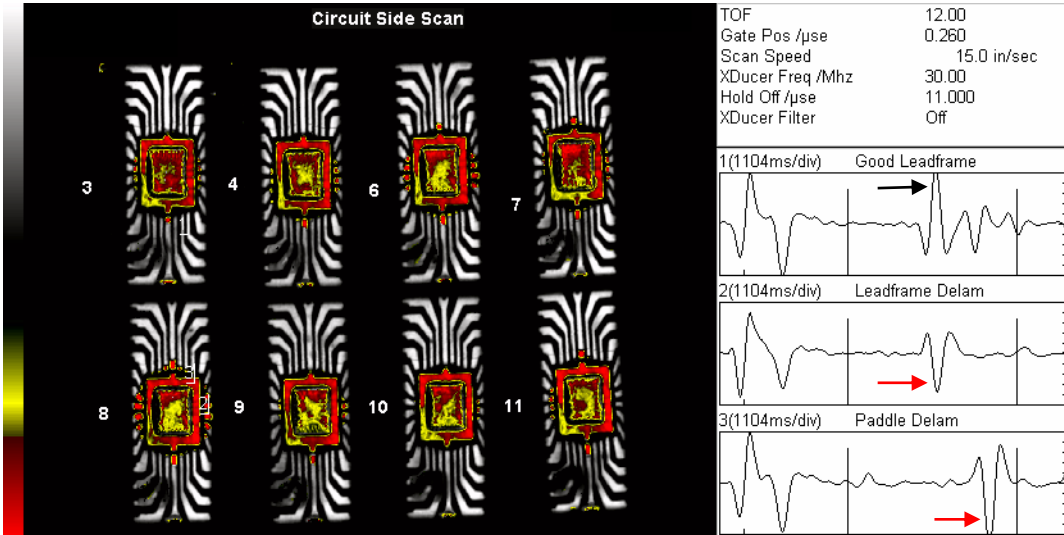 Circuit Side Scan
3
4
6
7
8
9
10
11
1
3
2
TOF 12.00
Gate Pos /µse 0.260
Scan Speed 15.0 in/sec
XDucer Freq /Mhz 30.00
Hold Off /µse 11.000
XDucer Filter Off
1(1104ms/div) Good Leadframe
2(1104ms/div) Leadframe Delam
3(1104ms/div) Paddle Delam